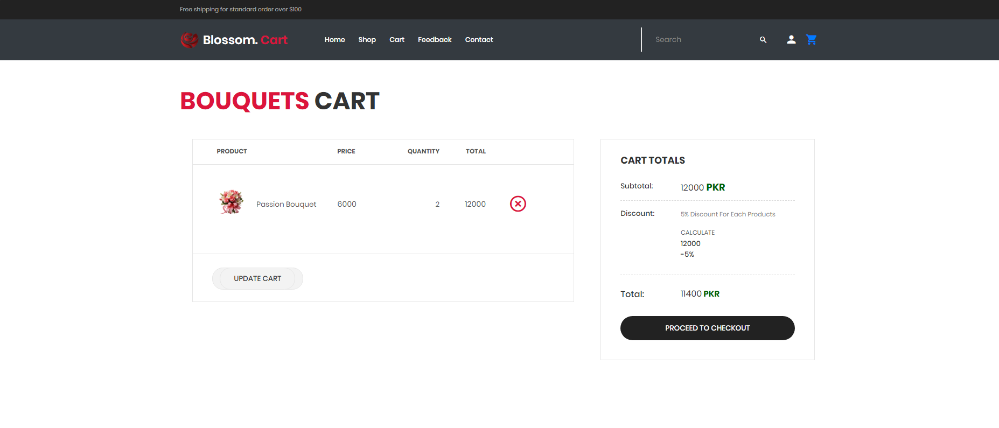 Free shipping for standard order over $100
Blossom. Cart Home Shop Cart Feedback Contact Search
BOUQUETS CART
PRODUCT PRICE QUANTITY TOTAL
Passion Bouquet 6000 2 12000
UPDATE CART
CART TOTALS
Subtotal: 12000 PKR
Discount: 5% Discount For Each Products
CALCULATE
12000
-5%
Total: 11400 PKR
PROCEED TO CHECKOUT